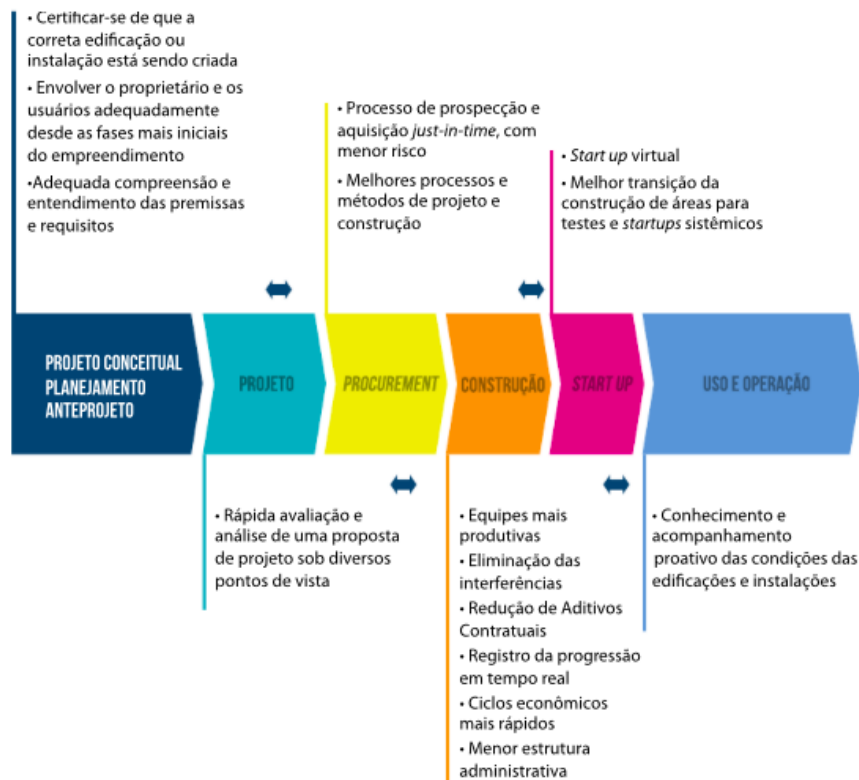 • Certificar-se de que a
correta edificação ou
instalação está sendo criada
• Envolver o proprietário e os
usuários adequadamente
desde as fases mais iniciais
do empreendimento
•Adequada compreensão e
entendimento das premissas
e requisitos
• Processo de prospecção e
aquisição just-in-time, com
menor risco
• Melhores processos e
métodos de projeto e
construção
• Start up virtual
• Melhor transição da
construção de áreas para
testes e startups sistêmicos
PROJETO CONCEITUAL
PLANEJAMENTO
ANTEPROJETO
PROJETO
PROCUREMENT
CONSTRUÇÃO
START UP
USO E OPERAÇÃO
• Rápida avaliação e
análise de uma proposta
de projeto sob diversos
pontos de vista
• Equipes mais
produtivas
• Eliminação das
interferências
• Redução de Aditivos
Contratuais
• Registro da progressão
em tempo real
• Ciclos econômicos
mais rápidos
• Menor estrutura
administrativa
• Conhecimento e
acompanhamento
proativo das condições das
edificações e instalações